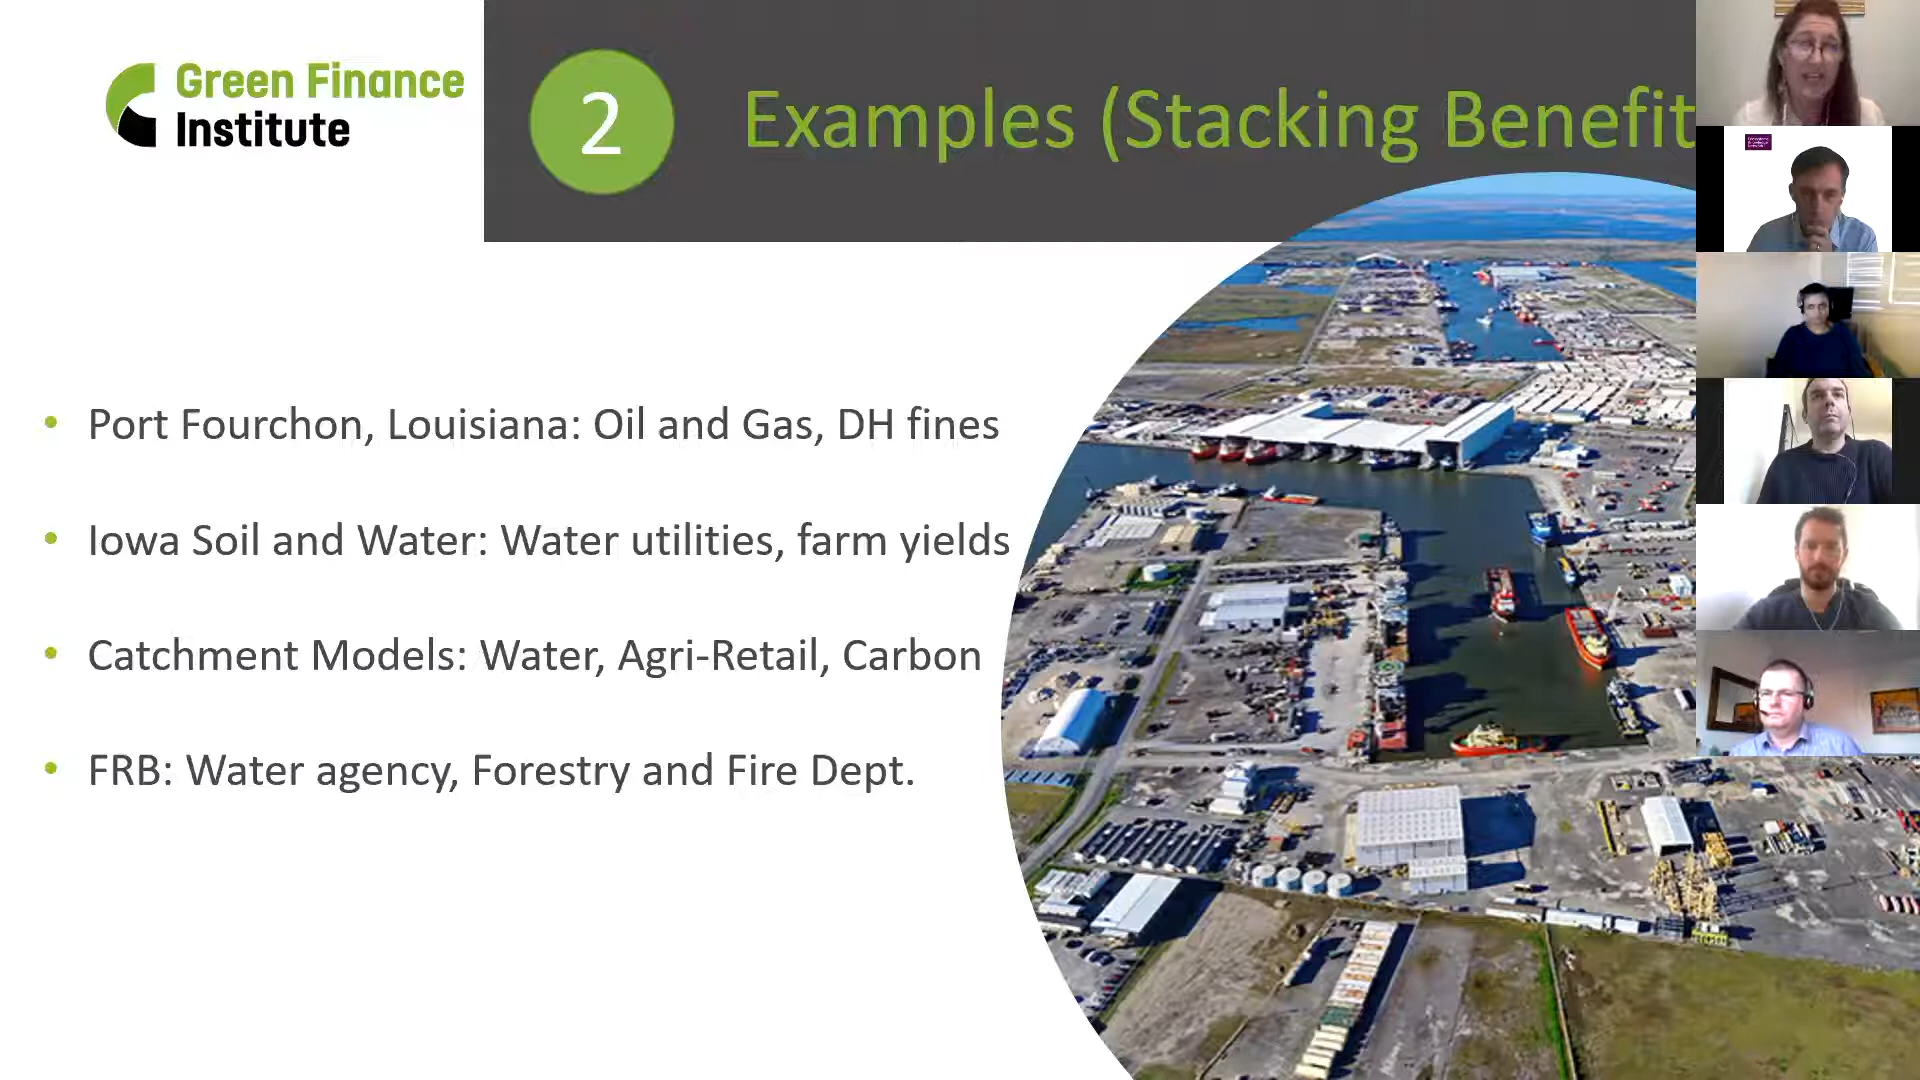 Green Finance
Institute
2
Examples (Stacking Benefit
• Port Fourchon, Louisiana: Oil and Gas, DH fines
• Iowa Soil and Water: Water utilities, farm yields
• Catchment Models: Water, Agri-Retail, Carbon
• FRB: Water agency, Forestry and Fire Dept.